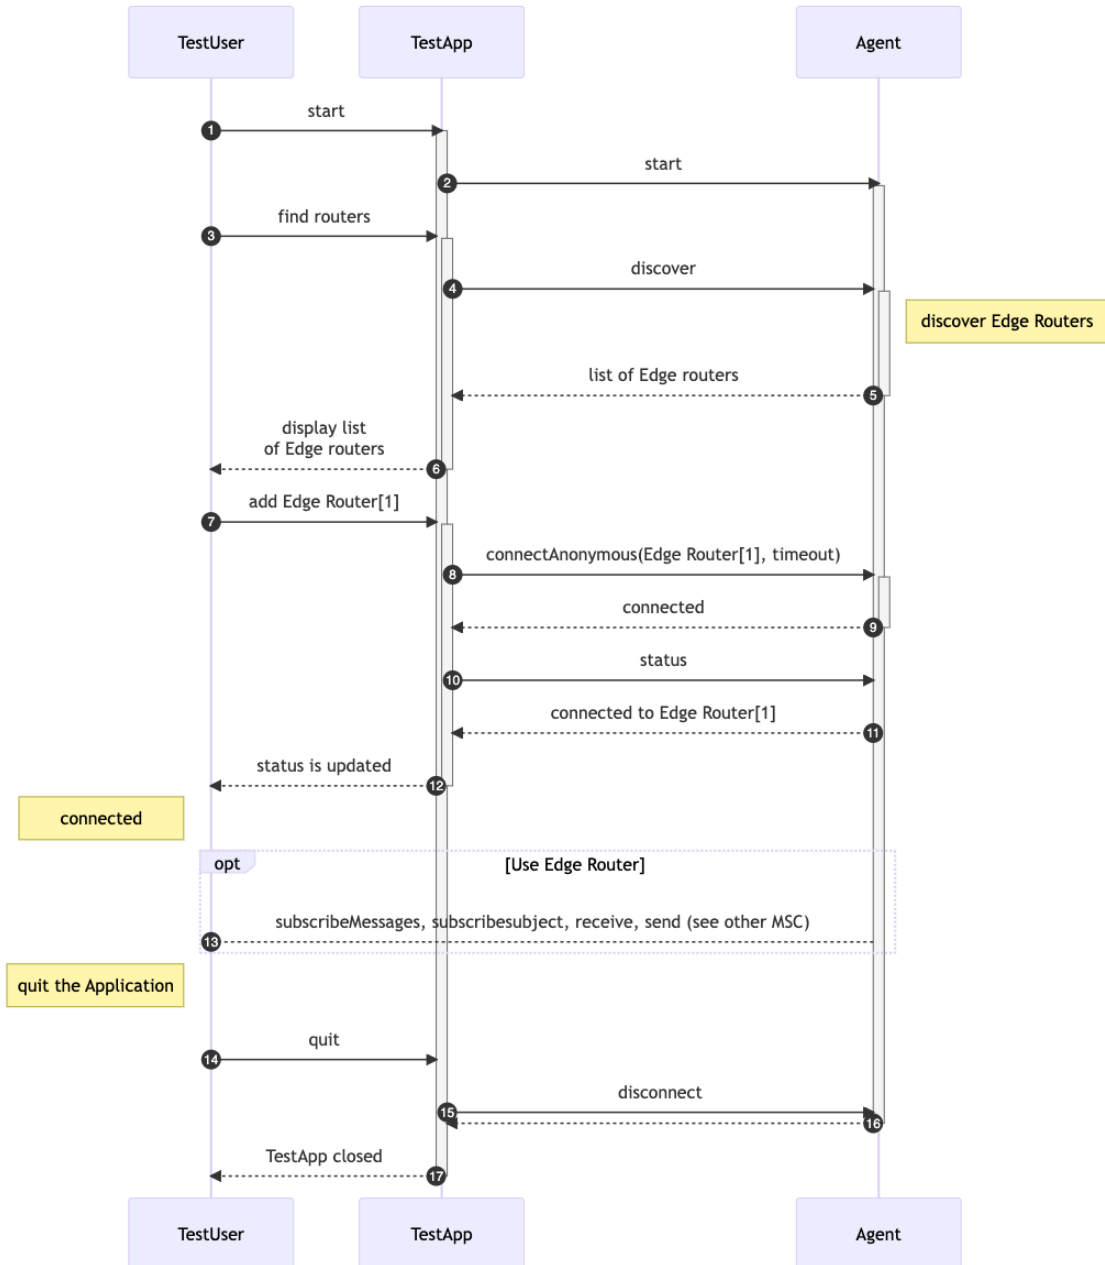 TestUser
TestApp
Agent
start
1
start
2
find routers
3
discover
4
discover Edge Routers
list of Edge routers
5
display list
of Edge routers
6
add Edge Router[1]
7
connectAnonymous(Edge Router[1], timeout)
8
connected
9
status
10
connected to Edge Router[1]
11
status is updated
12
connected
opt
[Use Edge Router]
subscribeMessages, subscribesubject, receive, send (see other MSC)
13
quit the Application
quit
14
disconnect
15
16
TestApp closed
17
TestUser
TestApp
Agent